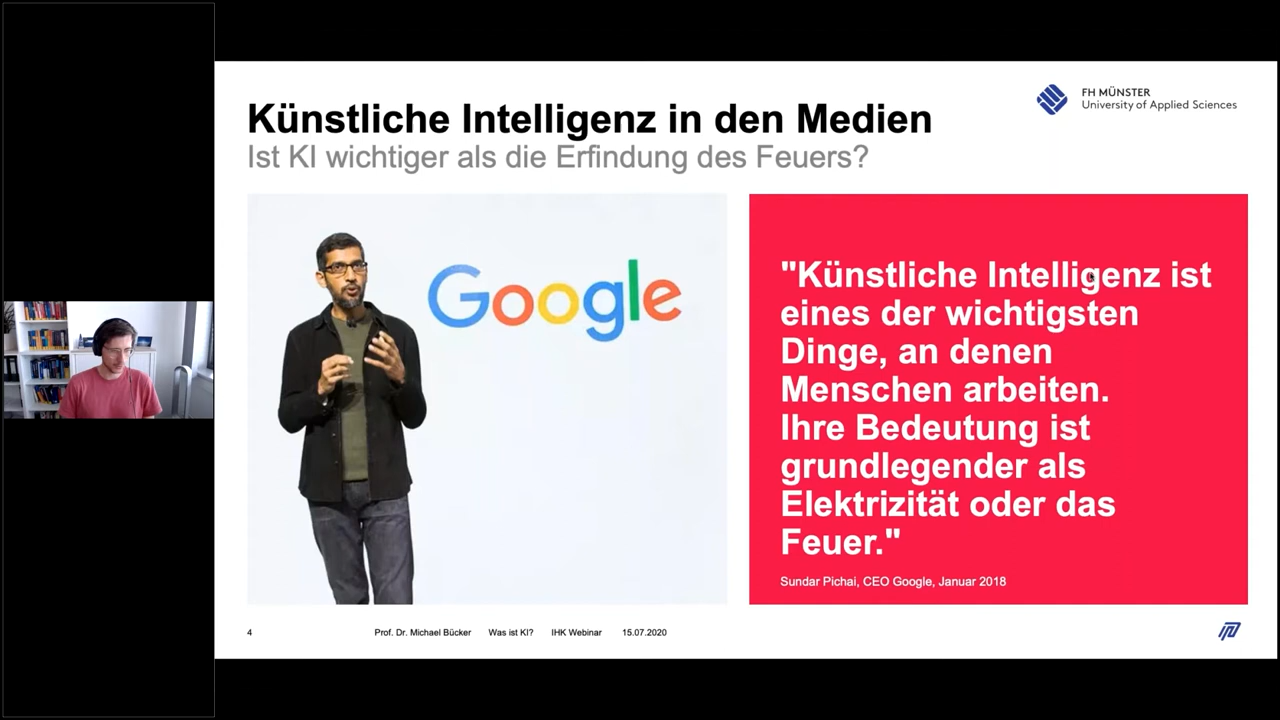 Künstliche Intelligenz in den Medien
Ist KI wichtiger als die Erfindung des Feuers?
FH MÜNSTER
University of Applied Sciences
Google
"Künstliche Intelligenz ist
eines der wichtigsten
Dinge, an denen
Menschen arbeiten.
Ihre Bedeutung ist
grundlegender als
Elektrizität oder das
Feuer."
Sundar Pichai, CEO Google, Januar 2018
4 Prof. Dr. Michael Bücker Was ist KI? IHK Webinar 15.07.2020